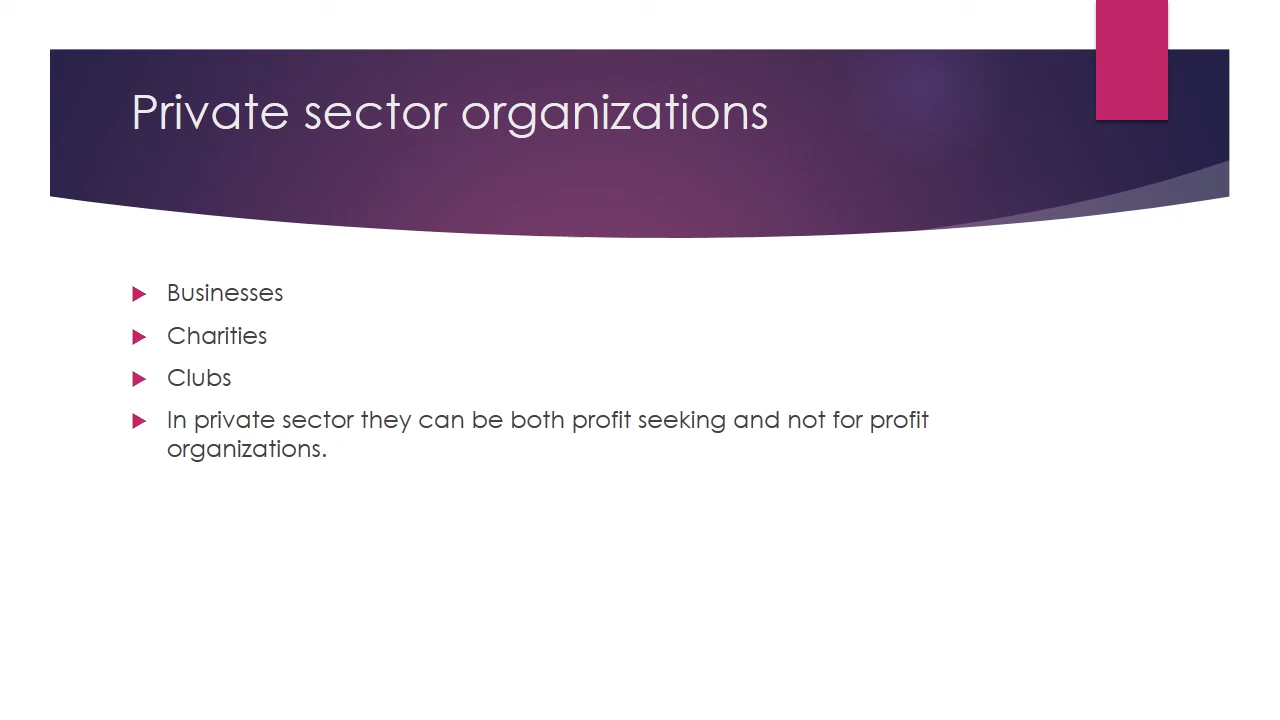 Private sector organizations
Businesses
Charities
Clubs
In private sector they can be both profit seeking and not for profit
organizations.